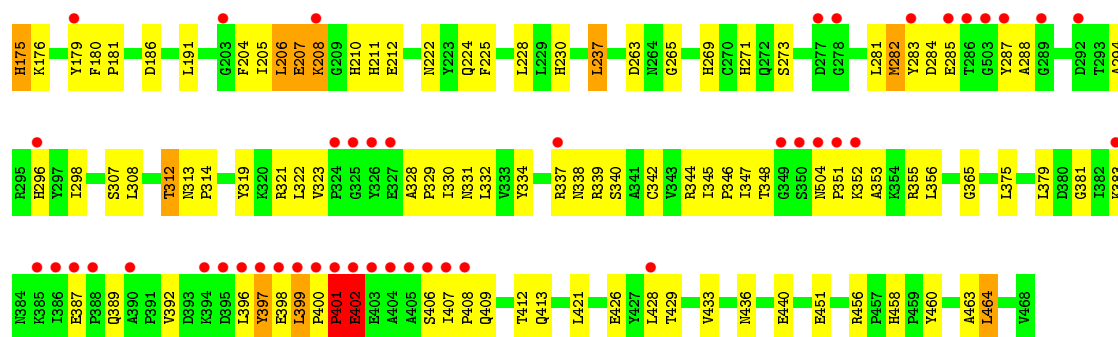 H175 K176 Y179 F180 P181 D186 L191 G203 F204 I205 L206 E207 K208 G209 H210 H211 E212 N222 Y223 Q224 F225 L228 L229 H230 L237 D263 N264 G265 H269 C270 H271 Q272 S273 D277 G278 L281 M282 Y283 D284 E285 T286 G503 Y287 A288 G289 D292 T293 A294
R295 H296 Y297 I298 S307 L308 T312 N313 P314 Y319 K320 R321 L322 V323 P324 G325 Y326 E327 A328 P329 I330 N331 L332 V333 Y334 R337 N338 R339 S340 A341 C342 V343 R344 I345 P346 I347 T348 G349 S350 N504 P351 K352 A353 K354 R355 L356 G365 L375 L379 D380 G381 I382 K383
N384 K385 I386 E387 P388 Q389 A390 P391 V392 D393 K394 D395 L396 Y397 E398 L399 P400 P401 E402 E403 A404 A405 S406 I407 P408 Q409 T412 Q413 L421 E426 Y427 L428 T429 V433 N436 E440 E451 R456 P457 H458 P459 Y460 A463 L464 V468